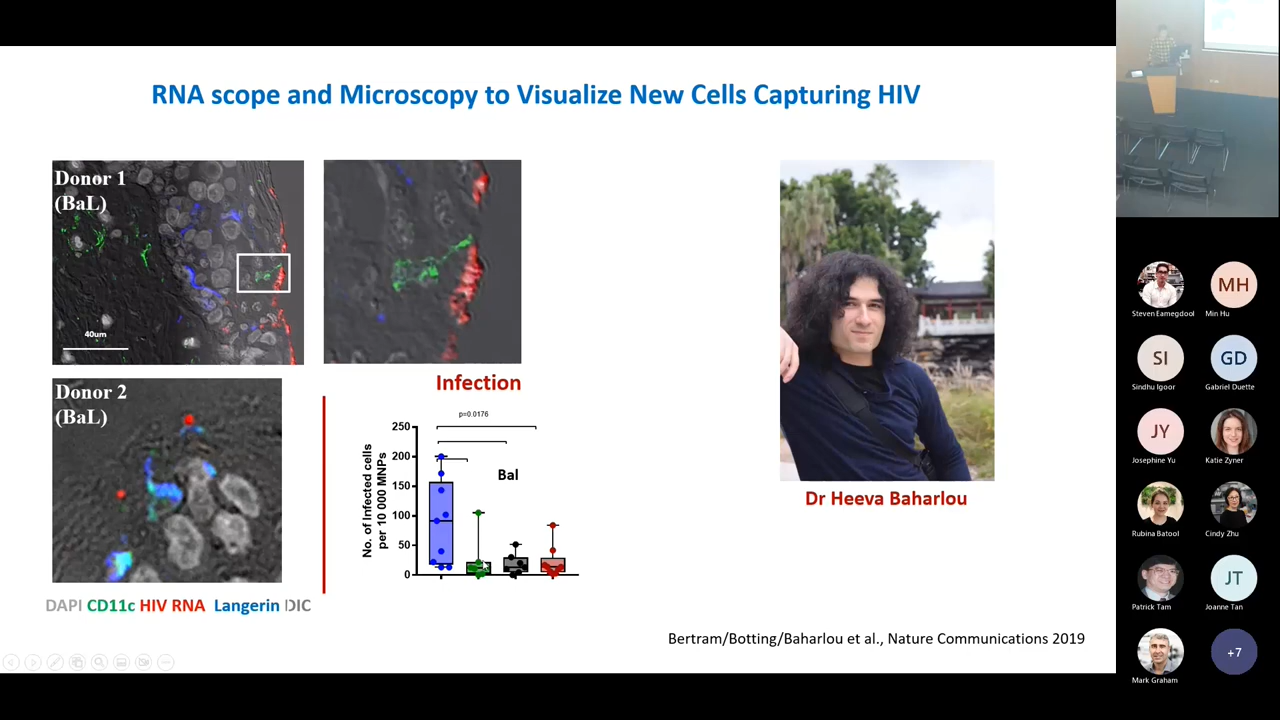 RNA scope and Microscopy to Visualize New Cells Capturing HIV
Donor 1
(BaL)
40um
Donor 2
(BaL)
DAPI CD11c HIV RNA Langerin DIC
Infection
p=0.0176
Bal
No. of Infected cells
per 10 000 MNPs
250
200
150
100
50
0
Dr Heeva Baharlou
Bertram/Botting/Baharlou et al., Nature Communications 2019
Steven Eamegdool
MH
Min Hu
SI
Sindhu Igoor
GD
Gabriel Duette
JY
Josephine Yu
Katie Zyner
Rubina Batool
Cindy Zhu
Patrick Tam
JT
Joanne Tan
Mark Graham
+7